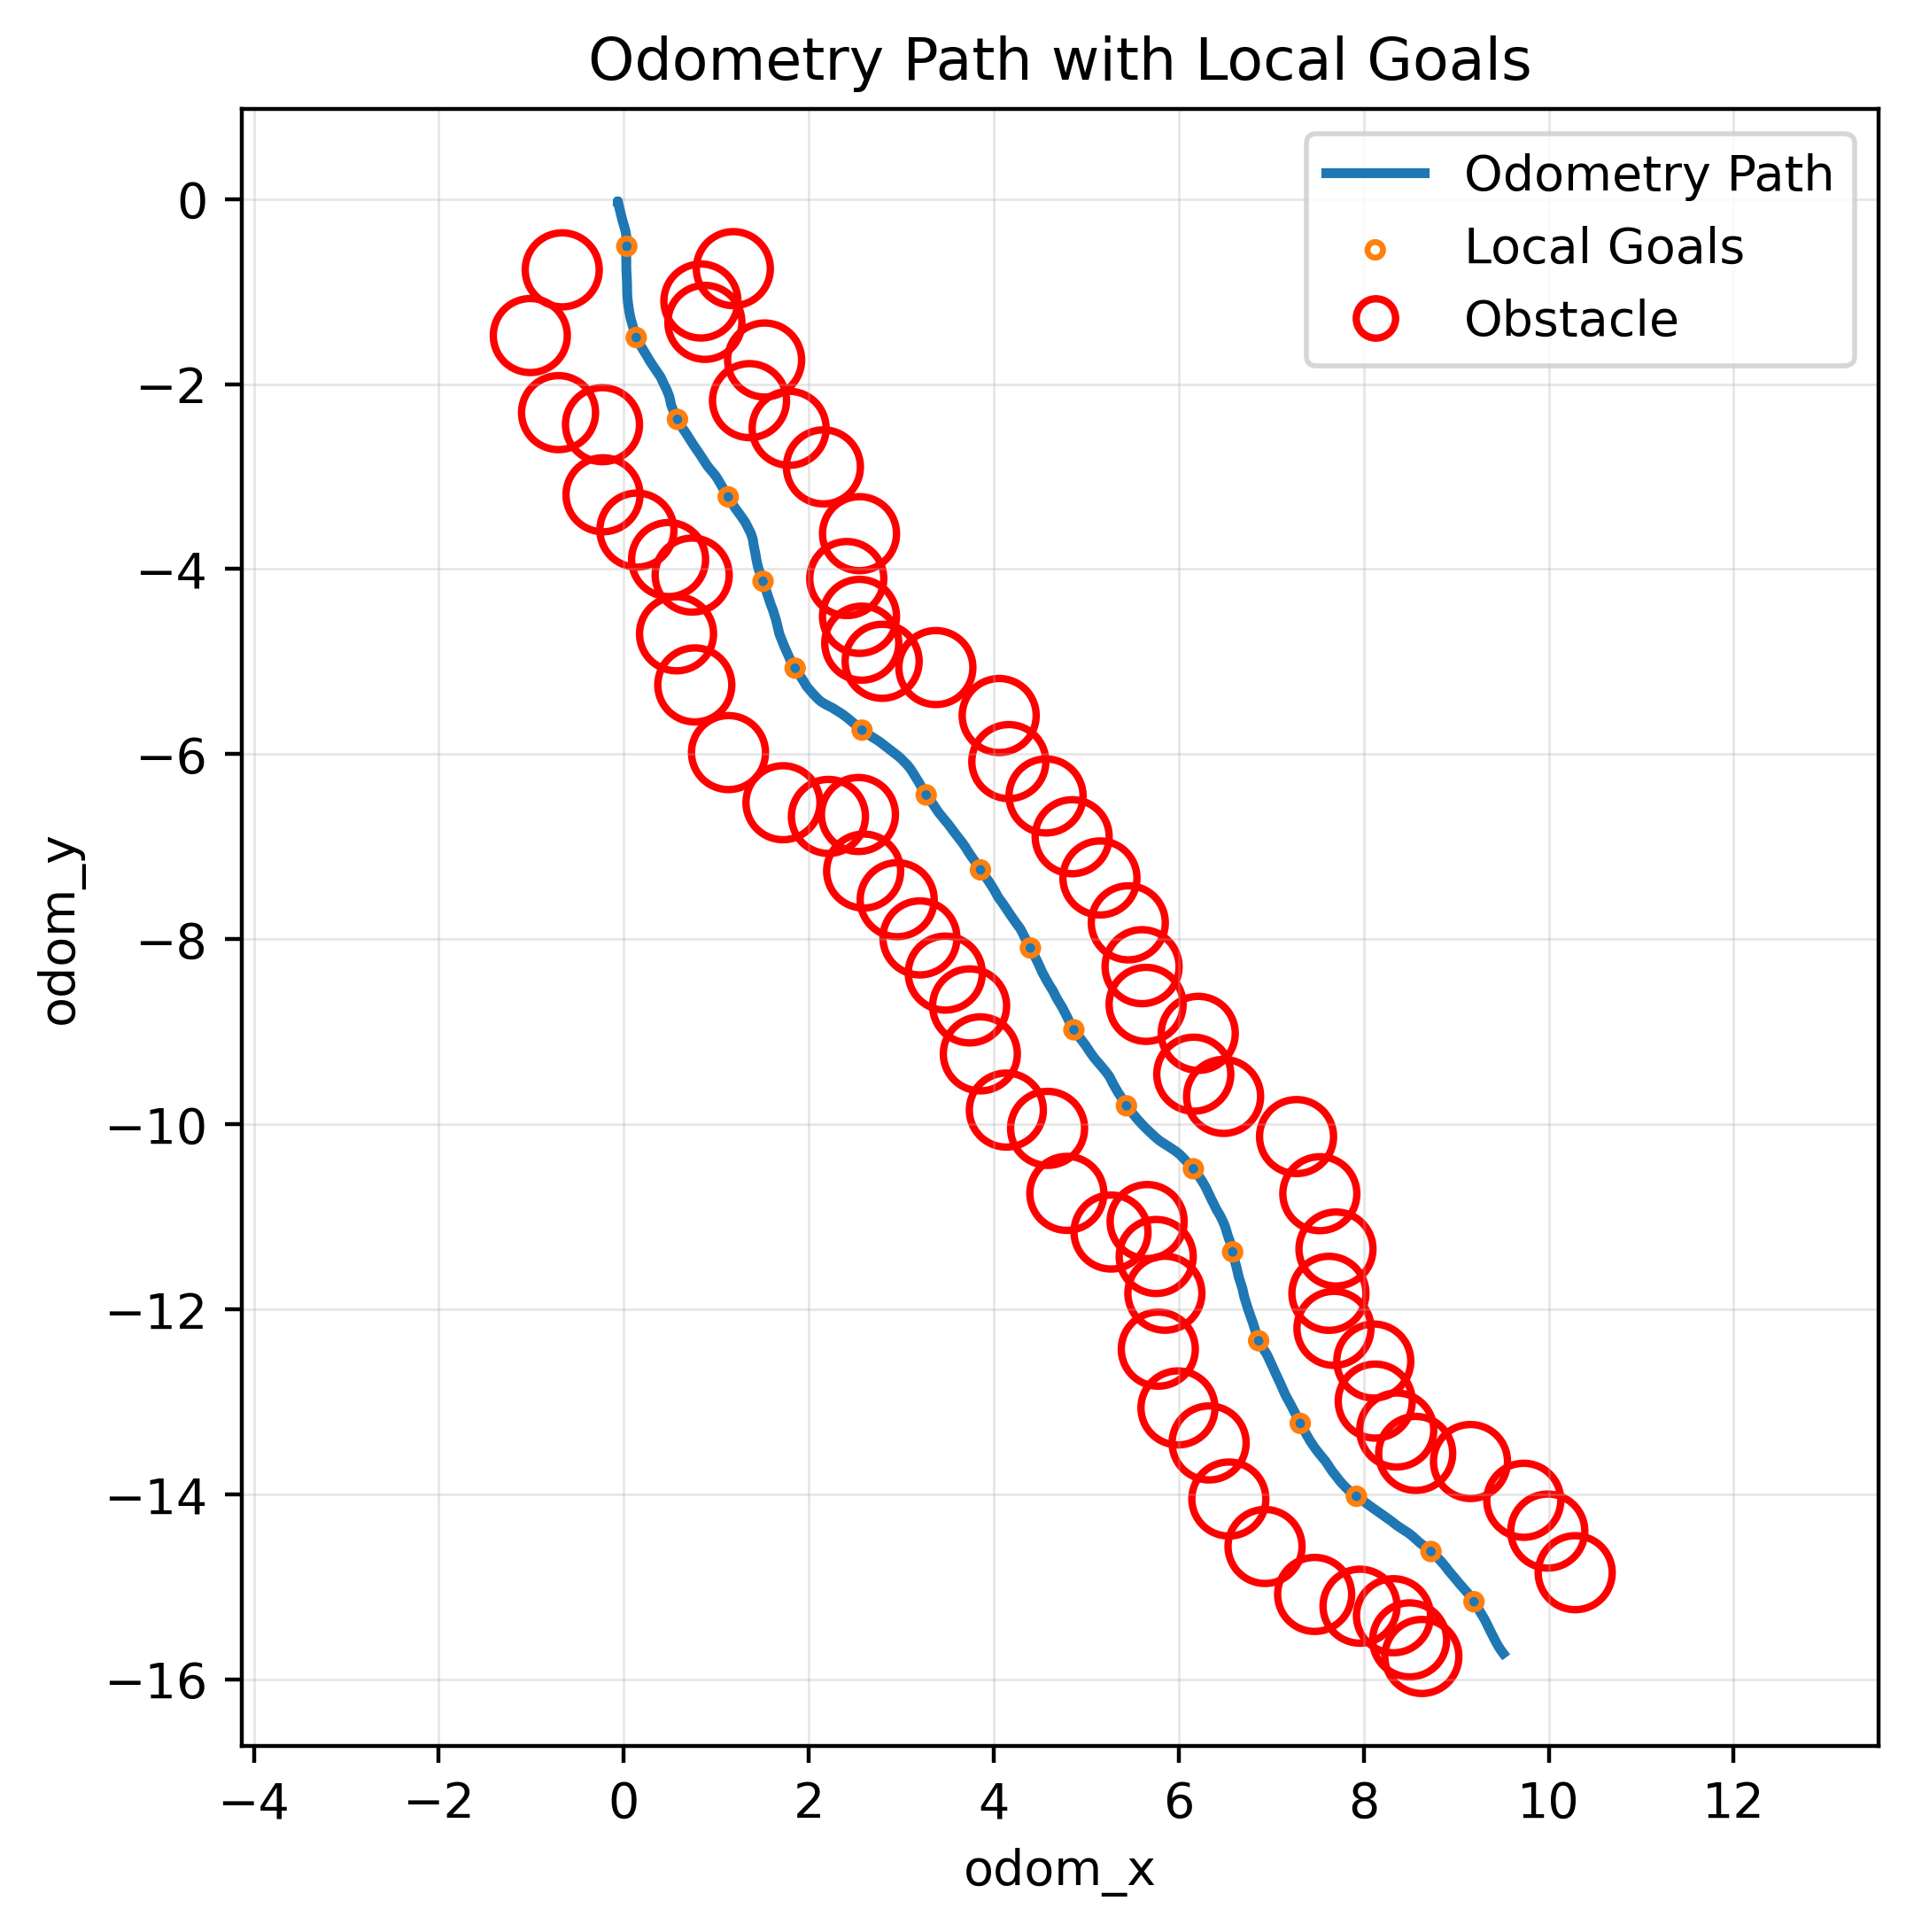 Odometry Path with Local Goals
Odometry Path
Local Goals
Obstacle
0
−2
−4
−6
−8
−10
−12
−14
−16
odom_y
−4 −2 0 2 4 6 8 10 12
odom_x